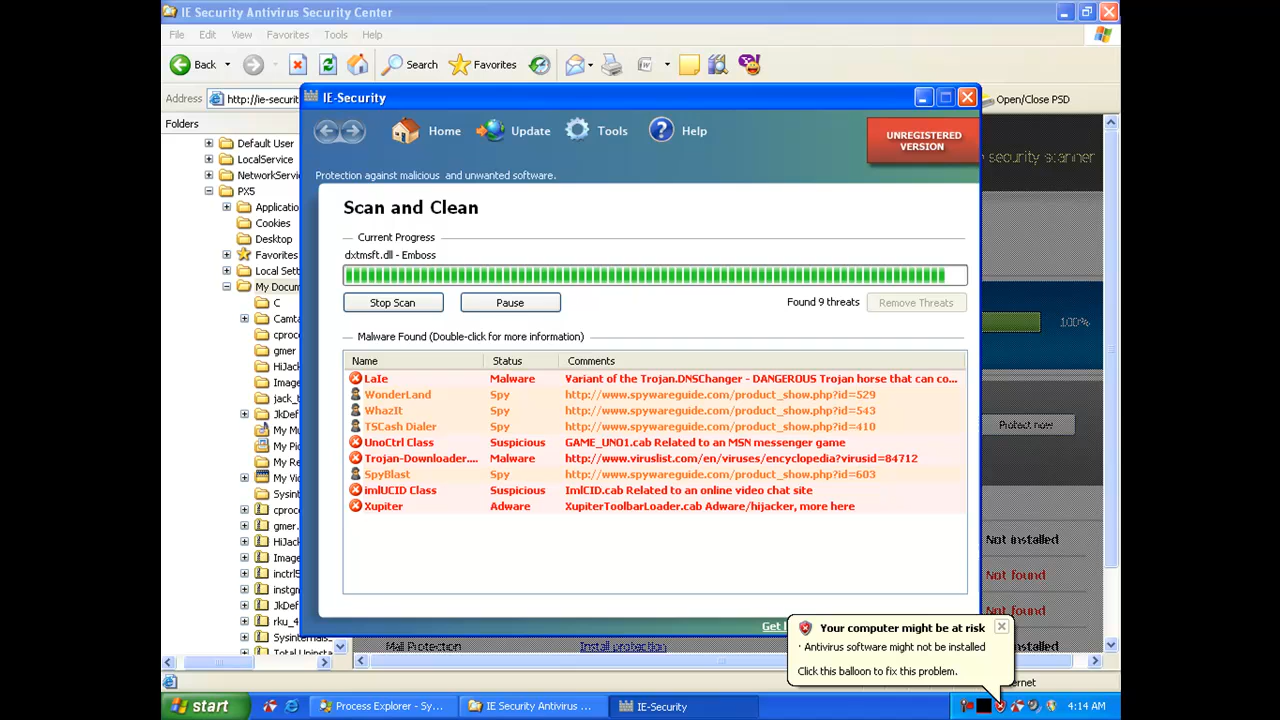 IE Security Antivirus Security Center
File Edit View Favorites Tools Help
Back Search Favorites
Address http://ie-securit Open/Close PSD
Folders
Default User
LocalService
NetworkServi
PX5
Applicatio
Cookies
Desktop
Favorites
Local Sett
My Docum
C
Camta
cproce
gmer
HiJac
Image
jack_t
JkDef
My Mu
My Pic
My Re
My Vi
Sysint
cproce
gmer.
HiJac
Image
inctrl5
instgm
JkDef
rku_4
Sysinternals
Total Uninsta
IE-Security
Home Update Tools Help
UNREGISTERED
VERSION
Protection against malicious and unwanted software.
Scan and Clean
Current Progress
dxtmsft.dll - Emboss
Stop Scan Pause Found 9 threats Remove Threats
Malware Found (Double-click for more information)
Name Status Comments
LaIe Malware Variant of the Trojan.DNSChanger - DANGEROUS Trojan horse that can co...
WonderLand Spy http://www.spywareguide.com/product_show.php?id=529
WhazIt Spy http://www.spywareguide.com/product_show.php?id=543
TSCash Dialer Spy http://www.spywareguide.com/product_show.php?id=410
UnoCtrl Class Suspicious GAME_UNO1.cab Related to an MSN messenger game
Trojan-Downloader.... Malware http://www.viruslist.com/en/viruses/encyclopedia?virusid=84712
SpyBlast Spy http://www.spywareguide.com/product_show.php?id=603
imlUCID Class Suspicious ImlCID.cab Related to an online video chat site
Xupiter Adware XupiterToolbarLoader.cab Adware/hijacker, more here
Get
security scanner
100%
Protect now
Not installed
Not found
Not found
Not installed
Mail Protection Install protection
Your computer might be at risk
· Antivirus software might not be installed
Click this balloon to fix this problem.
ernet
start Process Explorer - Sy... IE Security Antivirus ... IE-Security 4:14 AM